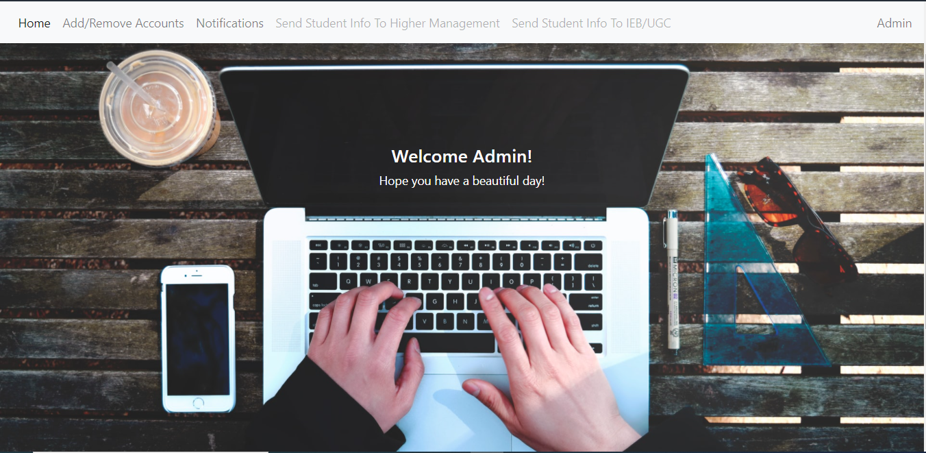 Home Add/Remove Accounts Notifications Send Student Info To Higher Management Send Student Info To IEB/UGC Admin
Welcome Admin!
Hope you have a beautiful day!